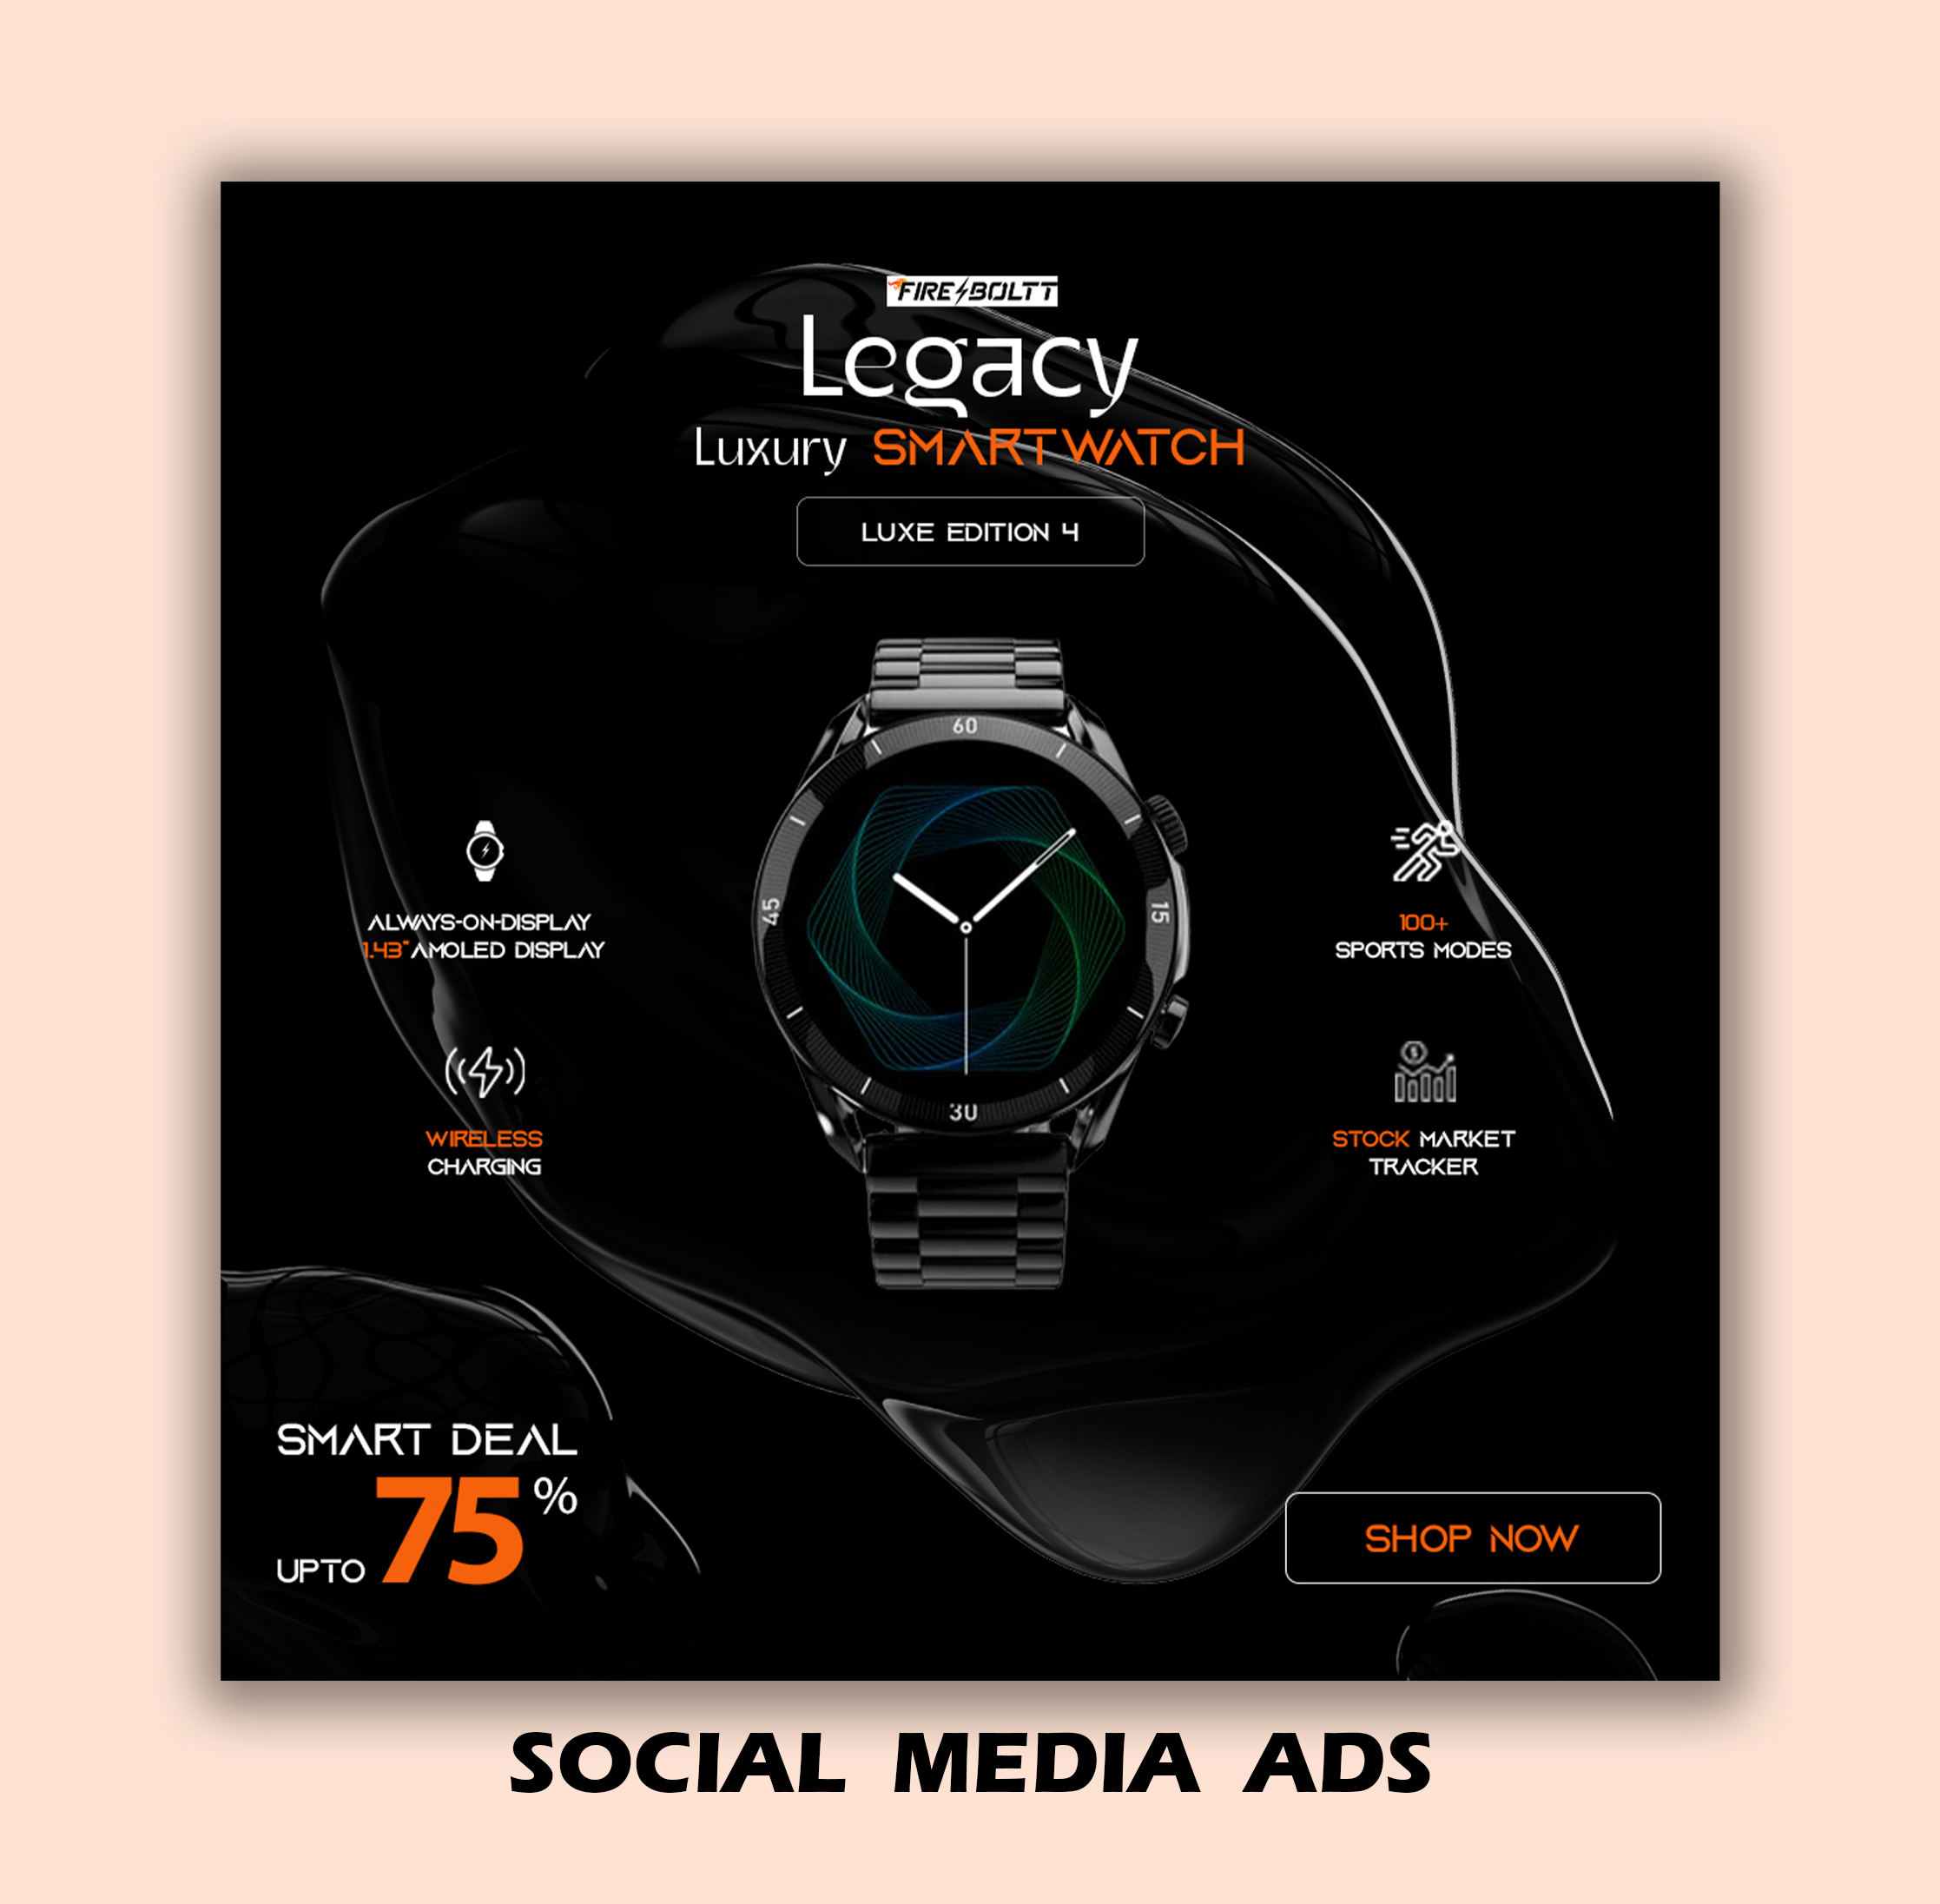 FIRE BOLTT
Legacy
Luxury SMARTWATCH
LUXE EDITION 4
60
45
15
30
ALWAYS-ON-DISPLAY
1.43" AMOLED DISPLAY
100+
SPORTS MODES
WIRELESS
CHARGING
$
STOCK MARKET
TRACKER
SMART DEAL
UPTO 75%
SHOP NOW
SOCIAL MEDIA ADS